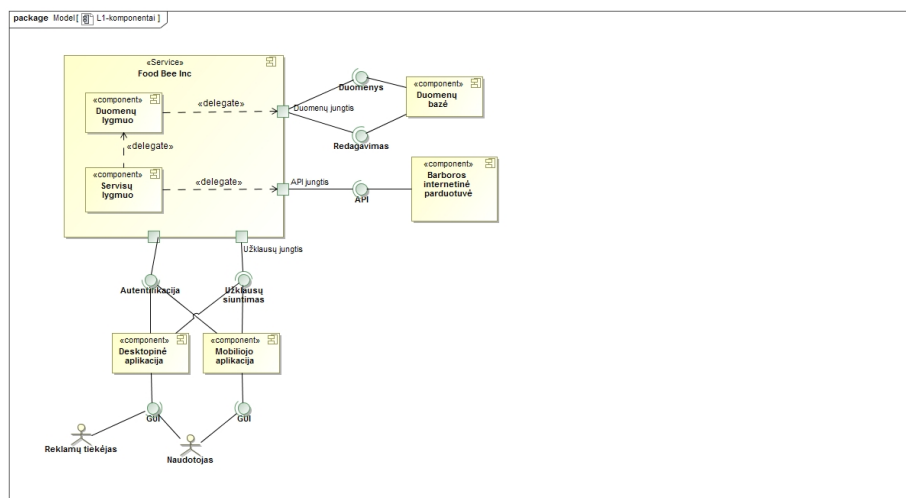 package Model[ L1-komponentai ]
«Service»
Food Bee Inc
«component»
Duomenų
lygmuo
«delegate»
Duomenų jungtis
Duomenys
Redagavimas
«component»
Duomenų
bazė
«delegate»
«component»
Servisų
lygmuo
«delegate»
API jungtis
API
«component»
Barboros
internetinė
parduotuvė
Užklausų jungtis
Autentifikacija
Užklausų
siuntimas
«component»
Desktopinė
aplikacija
«component»
Mobiliojo
aplikacija
GUI
GUI
Reklamų tiekėjas
Naudotojas